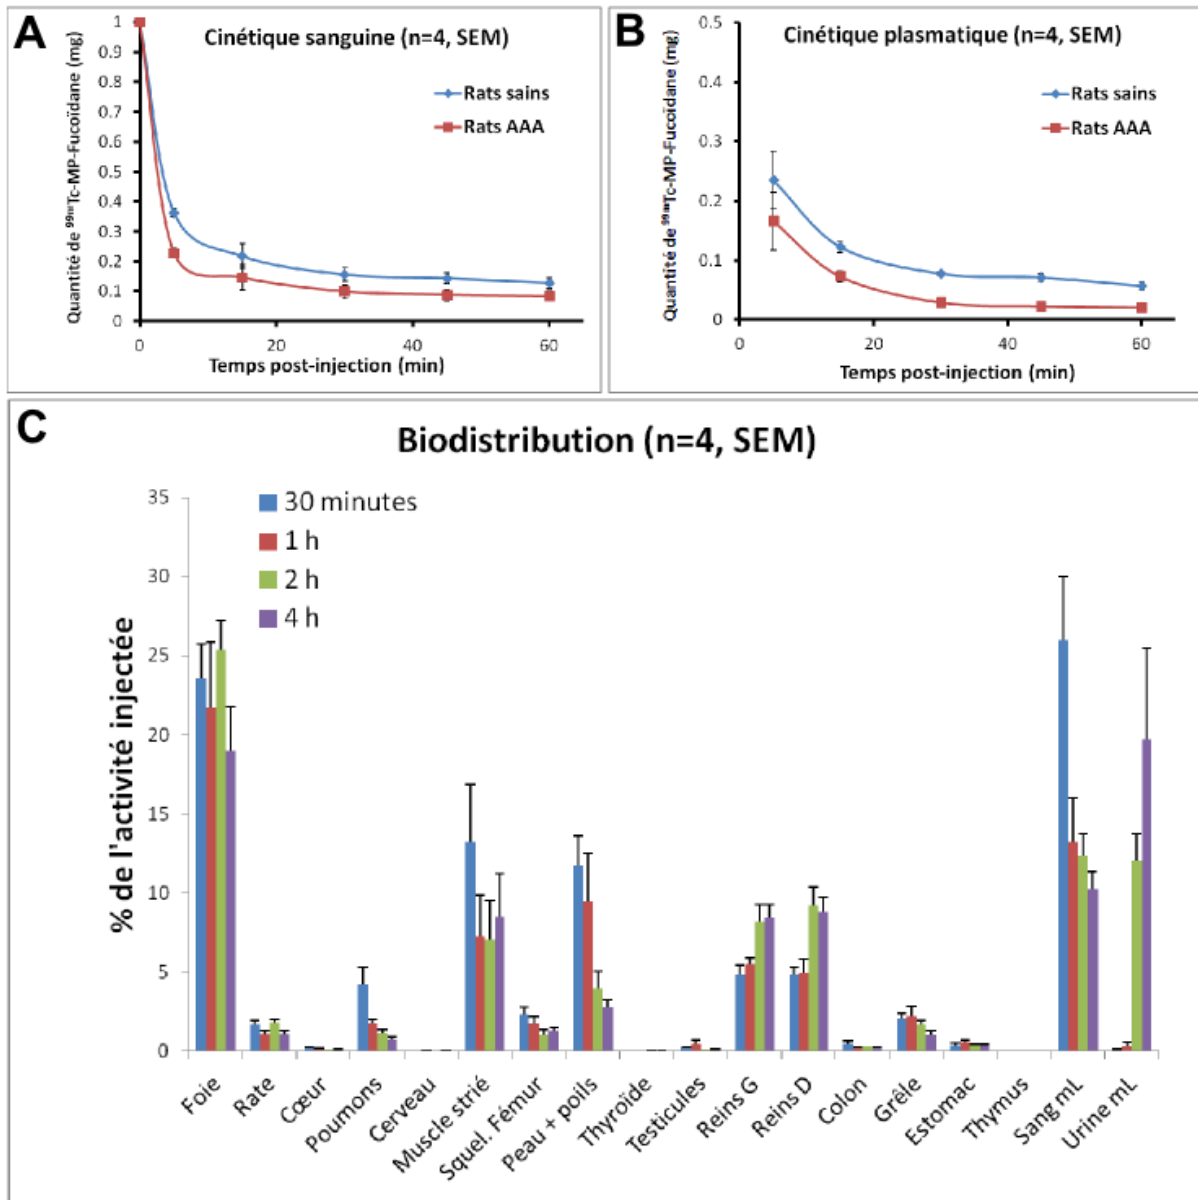 A
Cinétique sanguine (n=4, SEM)
Quantité de ⁹⁹ᵐTc-MP-Fucoïdane (mg)
1
0.9
0.8
0.7
0.6
0.5
0.4
0.3
0.2
0.1
0
Rats sains
Rats AAA
0 20 40 60
Temps post-injection (min)
B
Cinétique plasmatique (n=4, SEM)
Quantité de ⁹⁹ᵐTc-MP-Fucoïdane (mg)
0.5
0.4
0.3
0.2
0.1
0
Rats sains
Rats AAA
0 20 40 60
Temps post-injection (min)
C
Biodistribution (n=4, SEM)
% de l'activité injectée
35
30
25
20
15
10
5
0
30 minutes
1 h
2 h
4 h
Foie
Rate
Cœur
Poumons
Cerveau
Muscle strié
Squel. Fémur
Peau + poils
Thyroïde
Testicules
Reins G
Reins D
Colon
Grêle
Estomac
Thymus
Sang mL
Urine mL